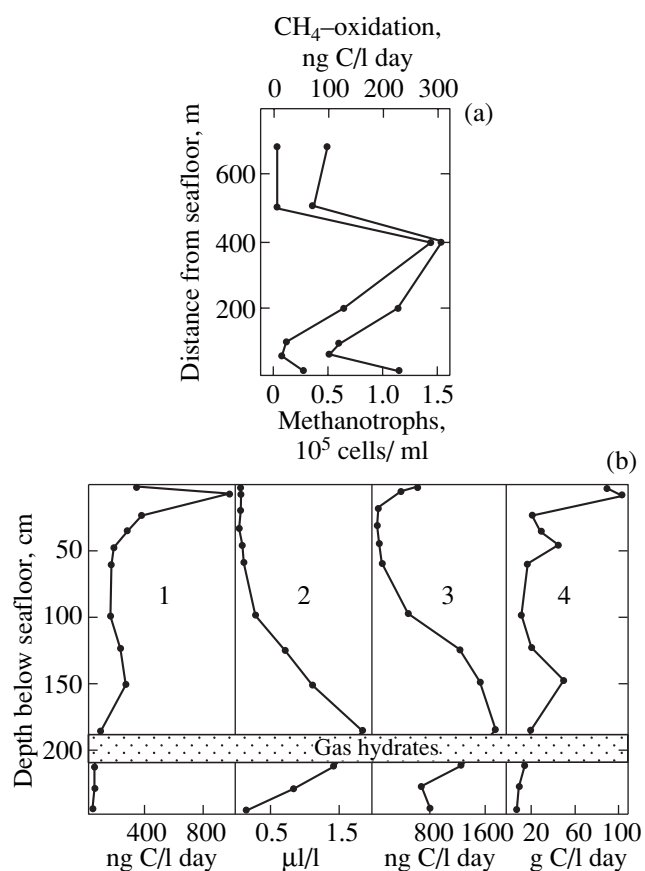 CH₄–oxidation,
ng C/l day
0 100 200 300
(a)
Distance from seafloor, m
600
400
200
0 0.5 1.0 1.5
Methanotrophs,
10⁵ cells/ ml
(b)
Depth below seafloor, cm
50
100
150
200
1 2 3 4
Gas hydrates
400 800 0.5 1.5 800 1600 20 60 100
ng C/l day µl/l ng C/l day g C/l day